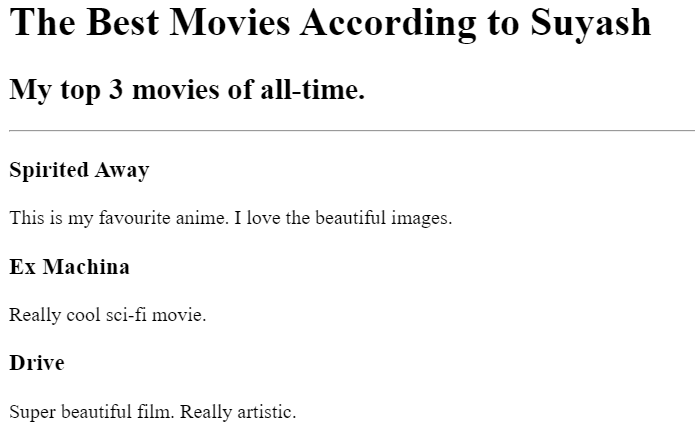 The Best Movies According to Suyash
My top 3 movies of all-time.
Spirited Away
This is my favourite anime. I love the beautiful images.
Ex Machina
Really cool sci-fi movie.
Drive
Super beautiful film. Really artistic.